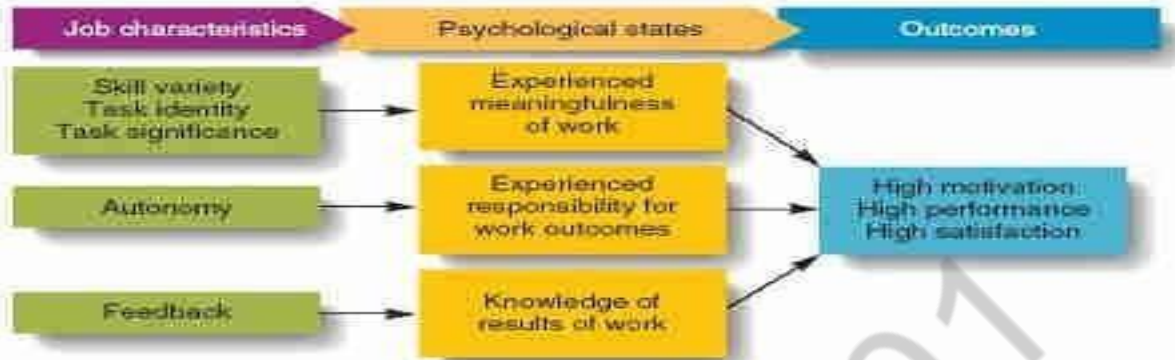 Job characteristics
Psychological states
Outcomes
Skill variety
Task identity
Task significance
Experienced
meaningfulness
of work
Autonomy
Experienced
responsibility for
work outcomes
High motivation
High performance
High satisfaction
Feedback
Knowledge of
results of work